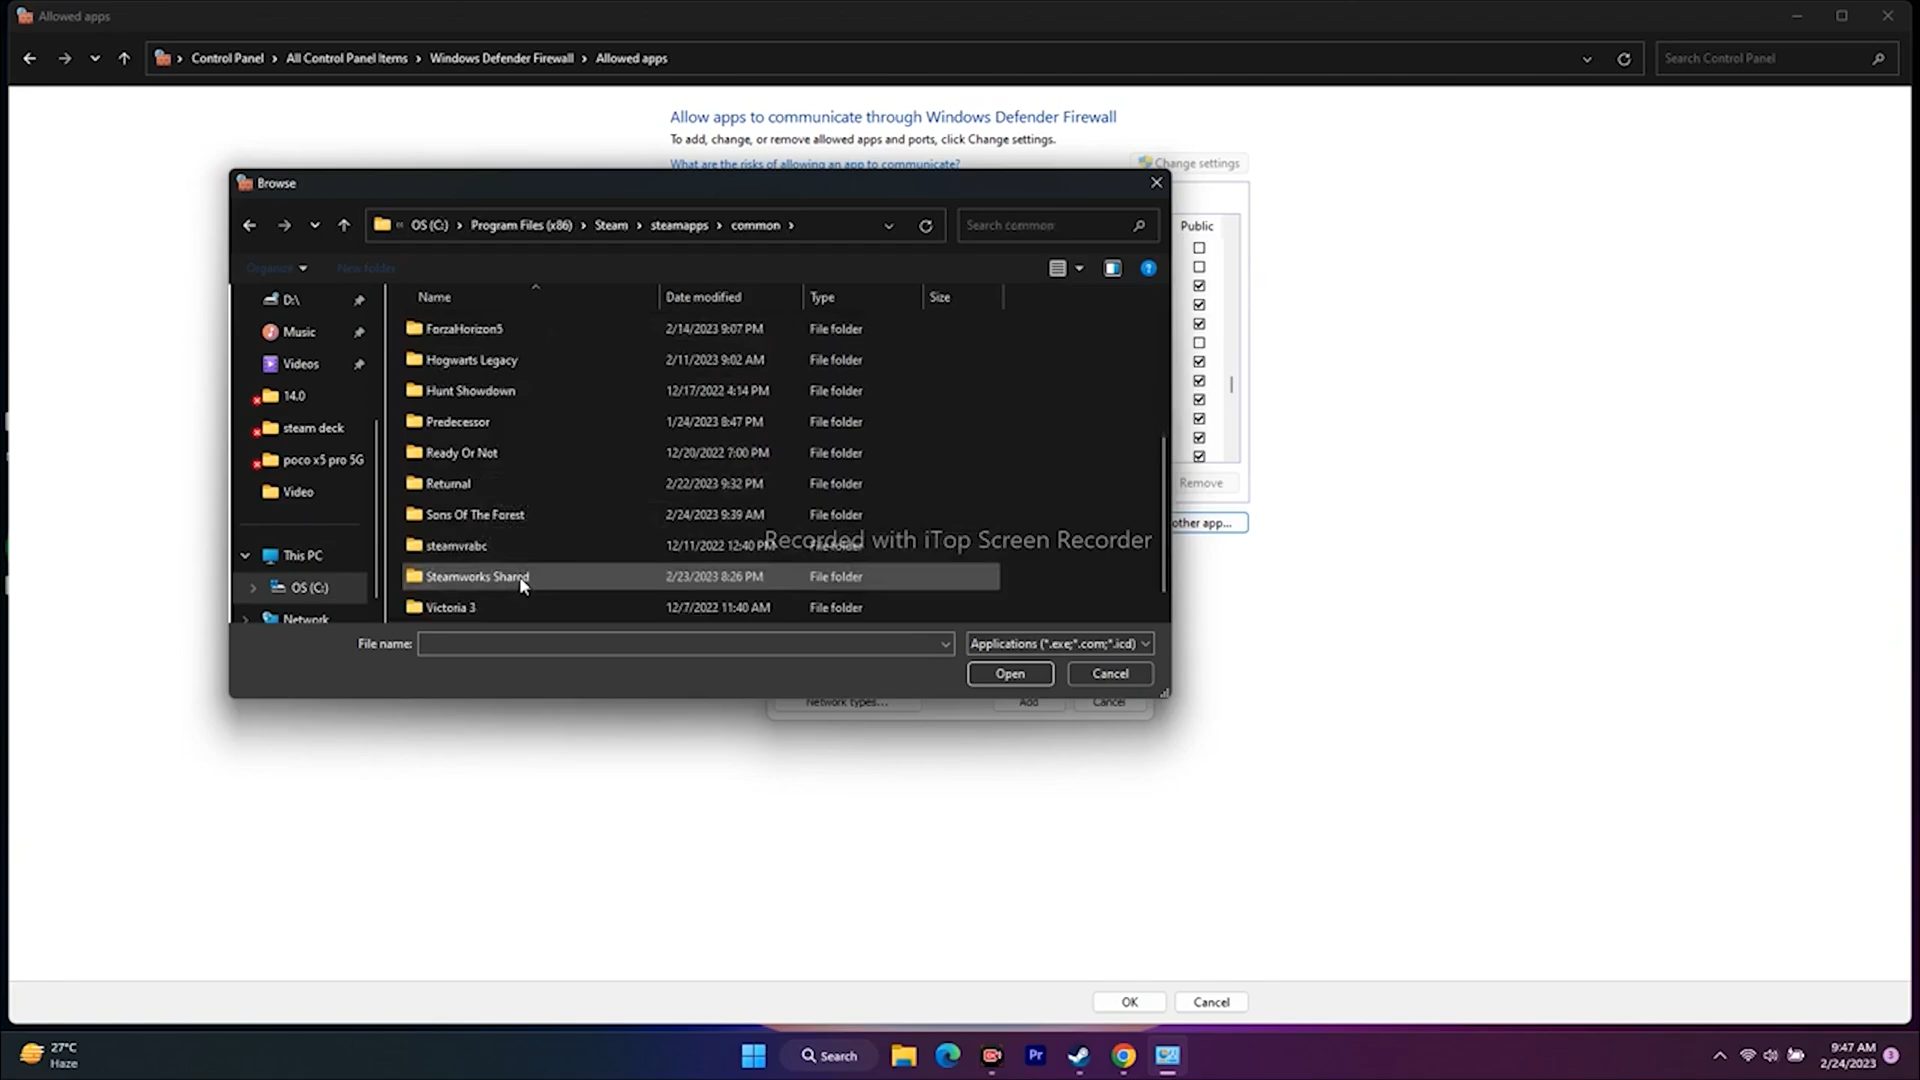 Allowed apps
Control Panel > All Control Panel Items > Windows Defender Firewall > Allowed apps
Search Control Panel
Allow apps to communicate through Windows Defender Firewall
To add, change, or remove allowed apps and ports, click Change settings.
What are the risks of allowing an app to communicate?
Change settings
Public
Remove
other app...
Browse
« OS (C:) > Program Files (x86) > Steam > steamapps > common >
Search common
Organize
New folder
D:\
Music
Videos
14.0
steam deck
poco x5 pro 5G
Video
This PC
OS (C:)
Network
Name Date modified Type Size
ForzaHorizon5 2/14/2023 9:07 PM File folder
Hogwarts Legacy 2/11/2023 9:02 AM File folder
Hunt Showdown 12/17/2022 4:14 PM File folder
Predecessor 1/24/2023 8:47 PM File folder
Ready Or Not 12/20/2022 7:00 PM File folder
Returnal 2/22/2023 9:32 PM File folder
Sons Of The Forest 2/24/2023 9:39 AM File folder
steamvrabc 12/11/2022 12:40 PM File folder
Recorded with iTop Screen Recorder
Steamworks Shared 2/23/2023 8:26 PM File folder
Victoria 3 12/7/2022 11:40 AM File folder
File name:
Applications (*.exe;*.com;*.icd)
Open
Cancel
Network types...
Add
Cancel
OK
Cancel
27°C
Haze
Search
Pr
9:47 AM
2/24/2023
3